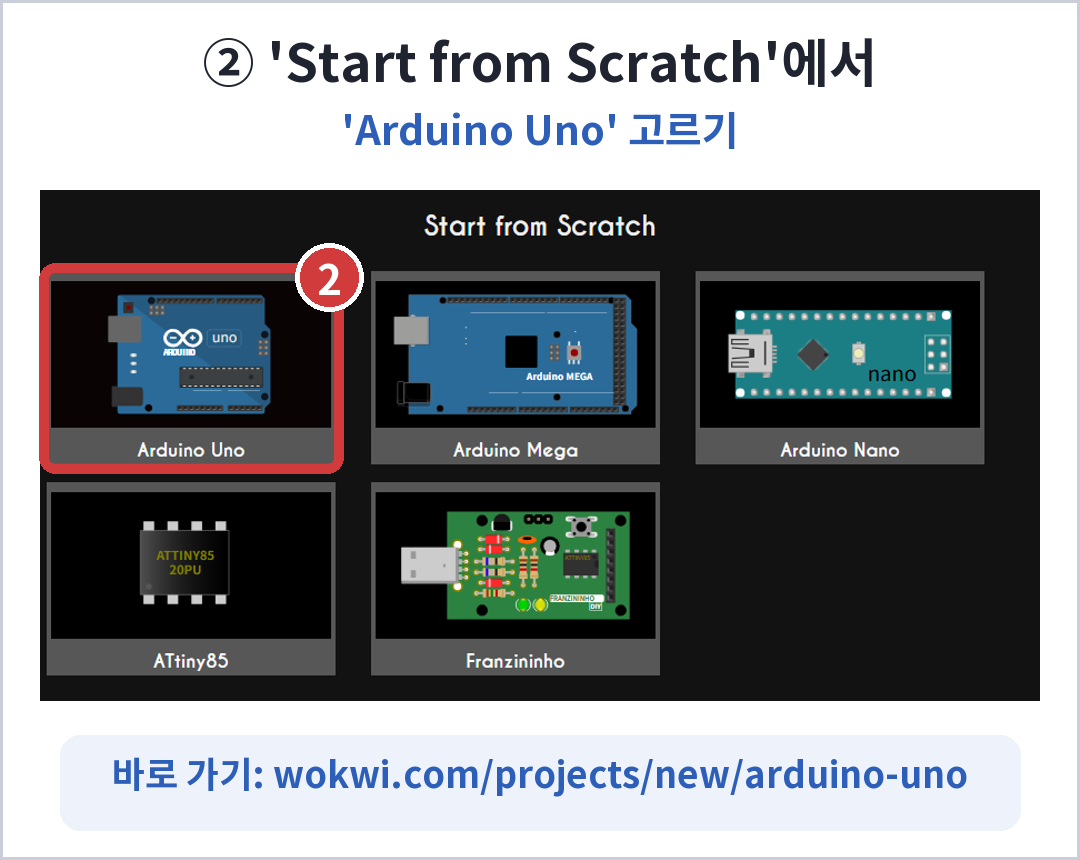 ② 'Start from Scratch'에서
'Arduino Uno' 고르기
Start from Scratch
2
uno
ARDUINO
Arduino Uno
Arduino MEGA
Arduino Mega
nano
Arduino Nano
ATTINY85
20PU
ATtiny85
ATTINY85
FRANZININHO
DIY
Franzininho
바로 가기: wokwi.com/projects/new/arduino-uno